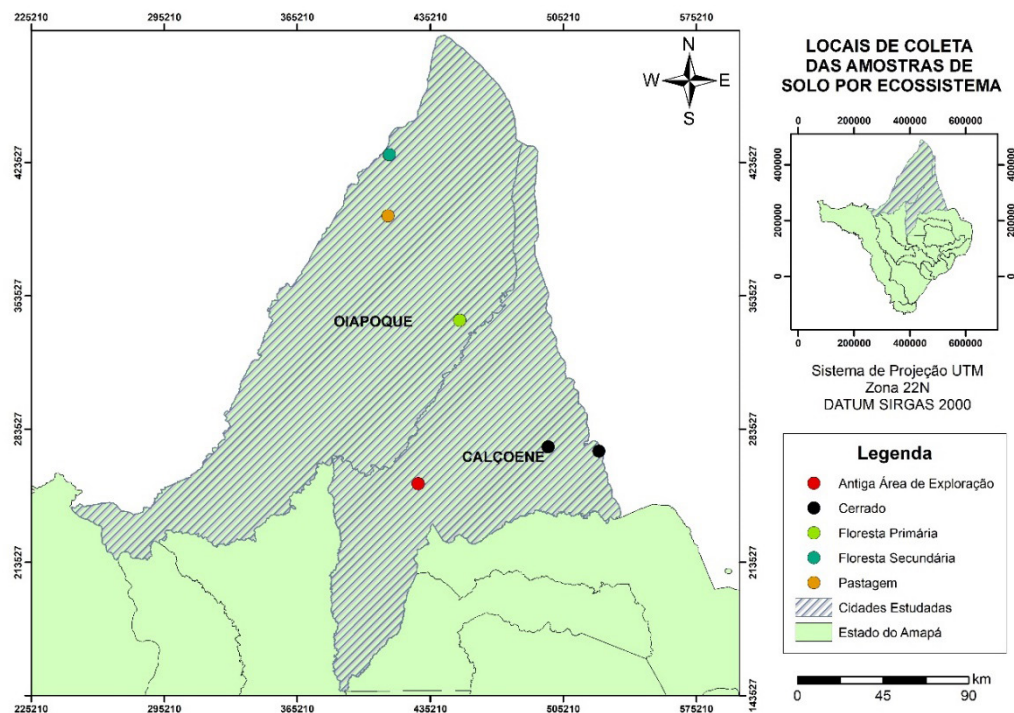 225210 295210 365210 435210 505210 575210
423527
353527
283527
213527
143527
423527
353527
283527
213527
143527
225210 295210 365210 435210 505210 575210
N
W E
S
OIAPOQUE
CALÇOENE
LOCAIS DE COLETA
DAS AMOSTRAS DE
SOLO POR ECOSSISTEMA
0 200000 400000 600000
400000 400000
200000 200000
0 0
200000 400000 600000
Sistema de Projeção UTM
Zona 22N
DATUM SIRGAS 2000
Legenda
Antiga Área de Exploração
Cerrado
Floresta Primária
Floresta Secundária
Pastagem
Cidades Estudadas
Estado do Amapá
km
0 45 90